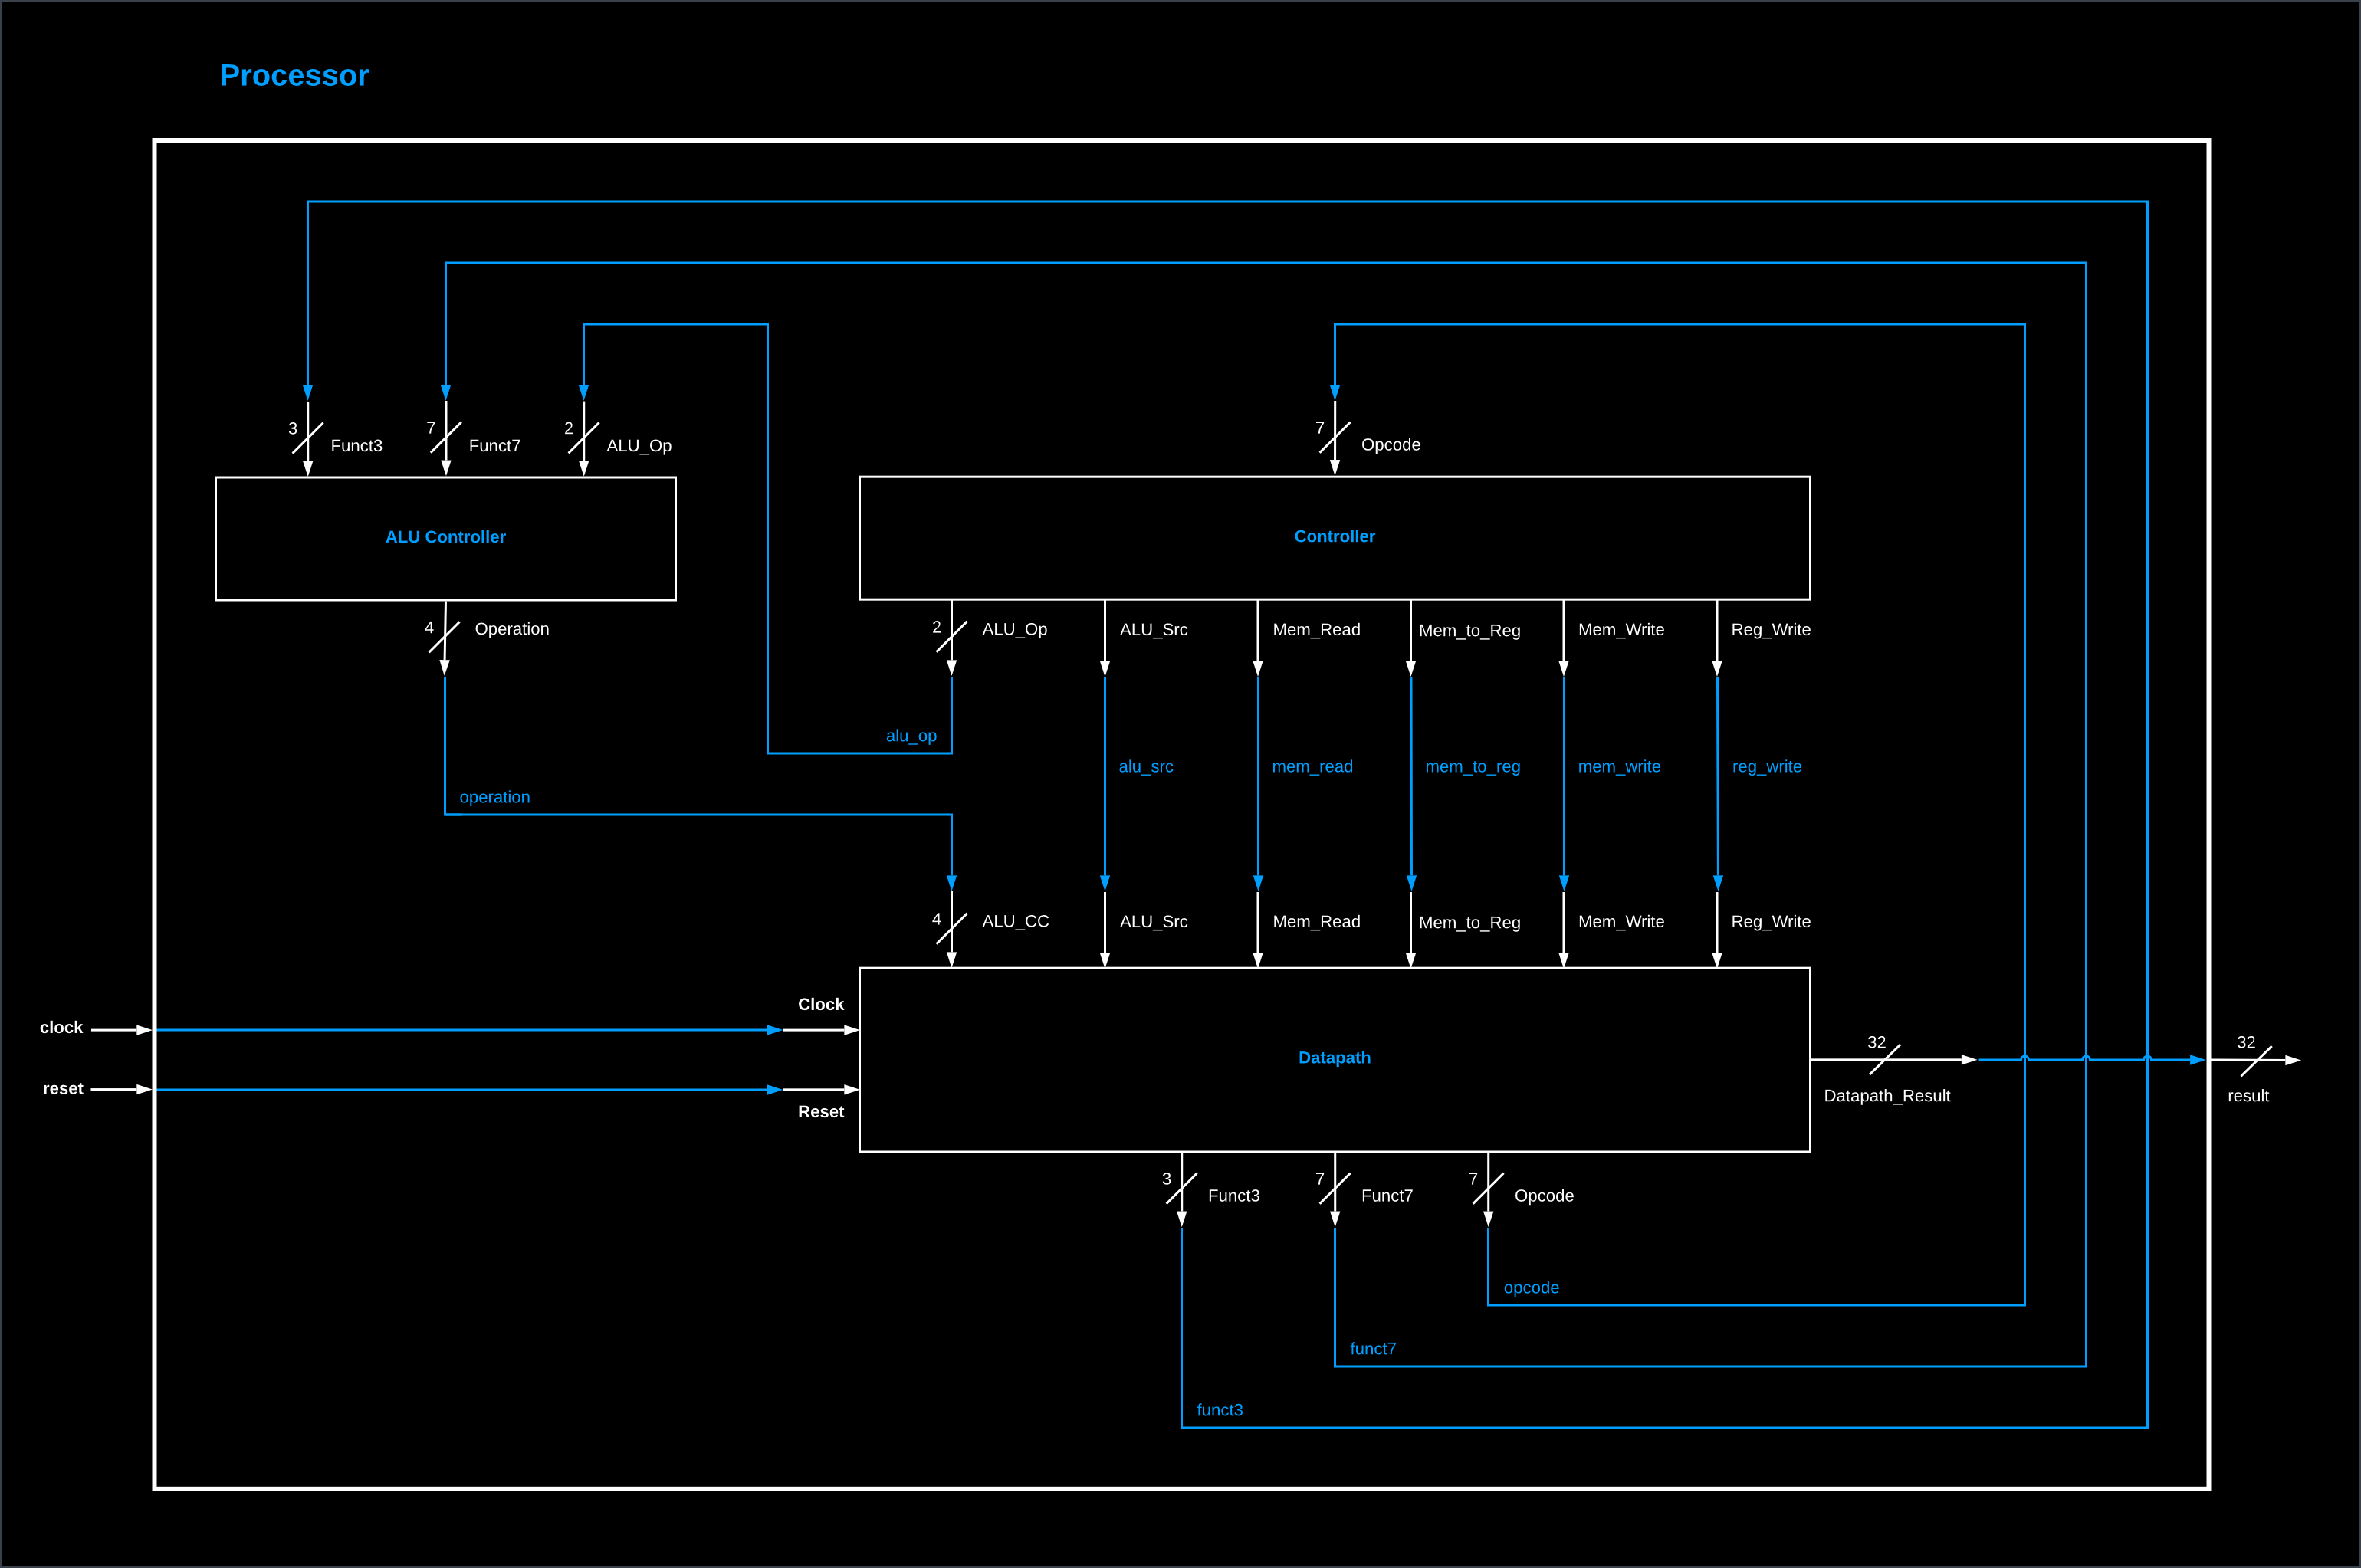 Processor
3
Funct3
7
Funct7
2
ALU_Op
7
Opcode
ALU Controller
Controller
4
Operation
2
ALU_Op
ALU_Src
Mem_Read
Mem_to_Reg
Mem_Write
Reg_Write
alu_op
alu_src
mem_read
mem_to_reg
mem_write
reg_write
operation
4
ALU_CC
ALU_Src
Mem_Read
Mem_to_Reg
Mem_Write
Reg_Write
clock
Clock
reset
Reset
Datapath
32
Datapath_Result
32
result
3
Funct3
7
Funct7
7
Opcode
opcode
funct7
funct3